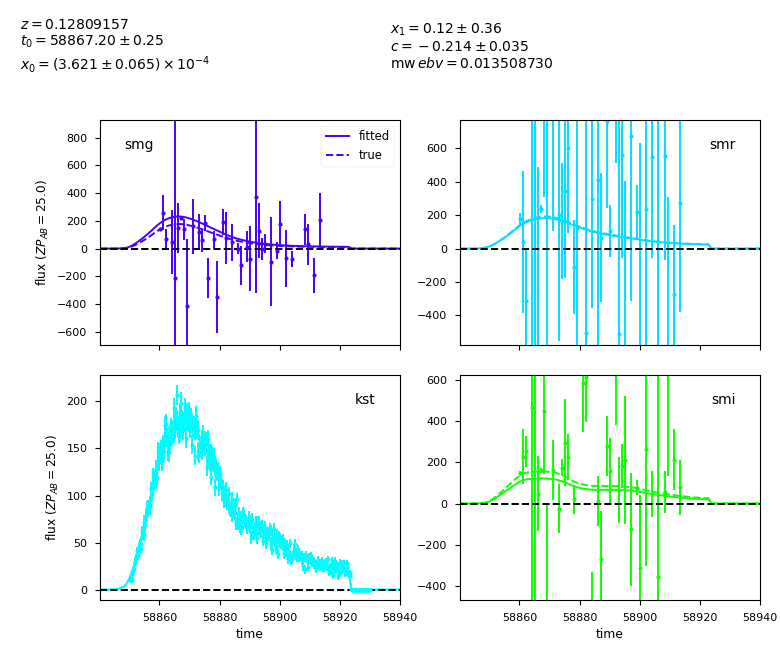 z = 0.12809157
t₀ = 58867.20 ± 0.25
x₀ = (3.621 ± 0.065) × 10⁻⁴
x₁ = 0.12 ± 0.36
c = −0.214 ± 0.035
mw ebv = 0.013508730
smg
fitted
true
800
600
400
200
0
−200
−400
−600
flux (ZP_AB = 25.0)
smr
600
400
200
0
−200
−400
kst
200
150
100
50
0
flux (ZP_AB = 25.0)
58860 58880 58900 58920 58940
time
smi
600
400
200
0
−200
−400
58860 58880 58900 58920 58940
time